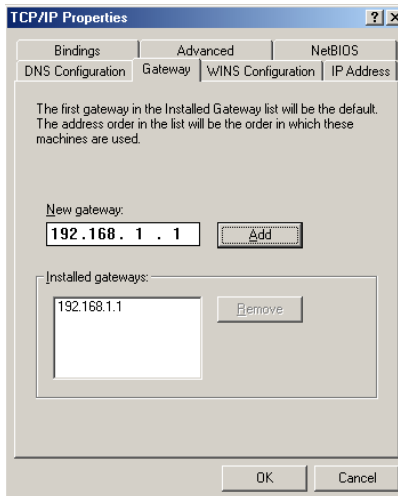 TCP/IP Properties
Bindings Advanced NetBIOS
DNS Configuration Gateway WINS Configuration IP Address
The first gateway in the Installed Gateway list will be the default.
The address order in the list will be the order in which these
machines are used.
New gateway:
192.168. 1 . 1 Add
Installed gateways:
192.168.1.1 Remove
OK Cancel